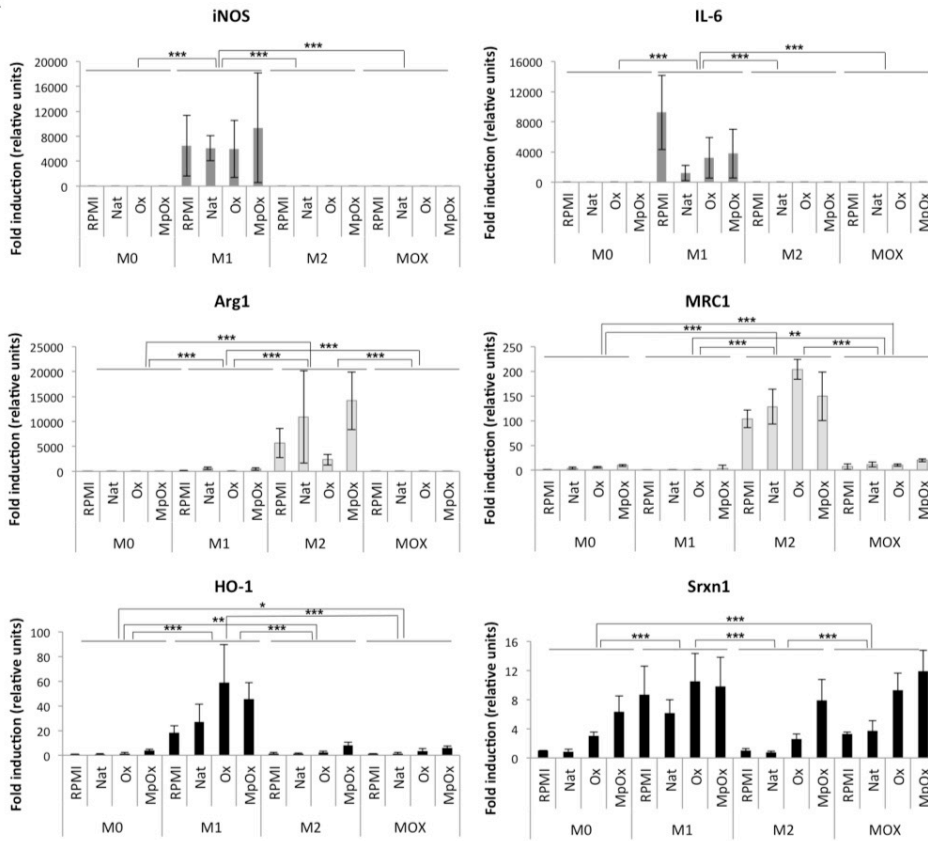 iNOS
Fold induction (relative units)
*** *** ***
20000
16000
12000
8000
4000
0
RPMI Nat Ox MpOx RPMI Nat Ox MpOx RPMI Nat Ox MpOx RPMI Nat Ox MpOx
M0 M1 M2 MOX
IL-6
Fold induction (relative units)
*** *** ***
16000
12000
8000
4000
0
RPMI Nat Ox MpOx RPMI Nat Ox MpOx RPMI Nat Ox MpOx RPMI Nat Ox MpOx
M0 M1 M2 MOX
Arg1
Fold induction (relative units)
***
***
*** *** ***
25000
20000
15000
10000
5000
0
RPMI Nat Ox MpOx RPMI Nat Ox MpOx RPMI Nat Ox MpOx RPMI Nat Ox MpOx
M0 M1 M2 MOX
MRC1
Fold induction (relative units)
***
*** **
*** ***
250
200
150
100
50
0
RPMI Nat Ox MpOx RPMI Nat Ox MpOx RPMI Nat Ox MpOx RPMI Nat Ox MpOx
M0 M1 M2 MOX
HO-1
Fold induction (relative units)
*
***
**
*** ***
100
80
60
40
20
0
RPMI Nat Ox MpOx RPMI Nat Ox MpOx RPMI Nat Ox MpOx RPMI Nat Ox MpOx
M0 M1 M2 MOX
Srxn1
Fold induction (relative units)
***
*** *** ***
16
12
8
4
0
RPMI Nat Ox MpOx RPMI Nat Ox MpOx RPMI Nat Ox MpOx RPMI Nat Ox MpOx
M0 M1 M2 MOX